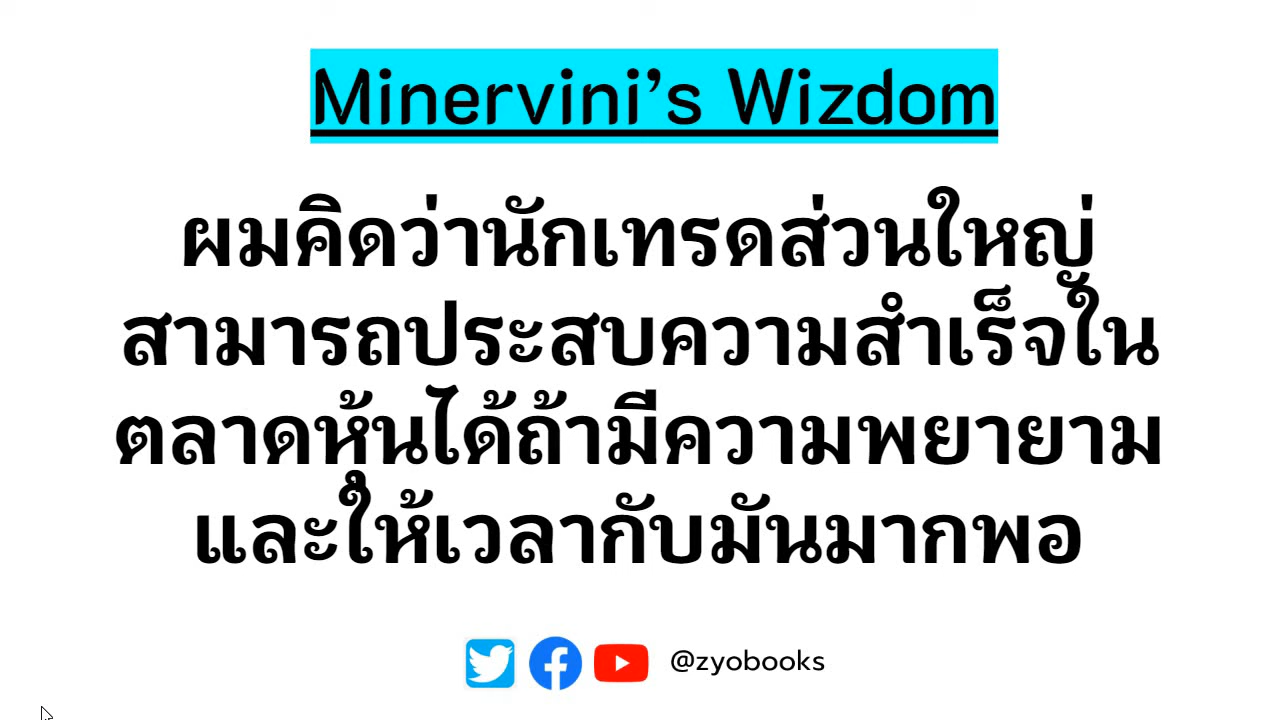 Minervini's Wizdom
ผมคิดว่านักเทรดส่วนใหญ่
สามารถประสบความสำเร็จใน
ตลาดหุ้นได้ถ้ามีความพยายาม
และให้เวลากับมันมากพอ
@zyobooks